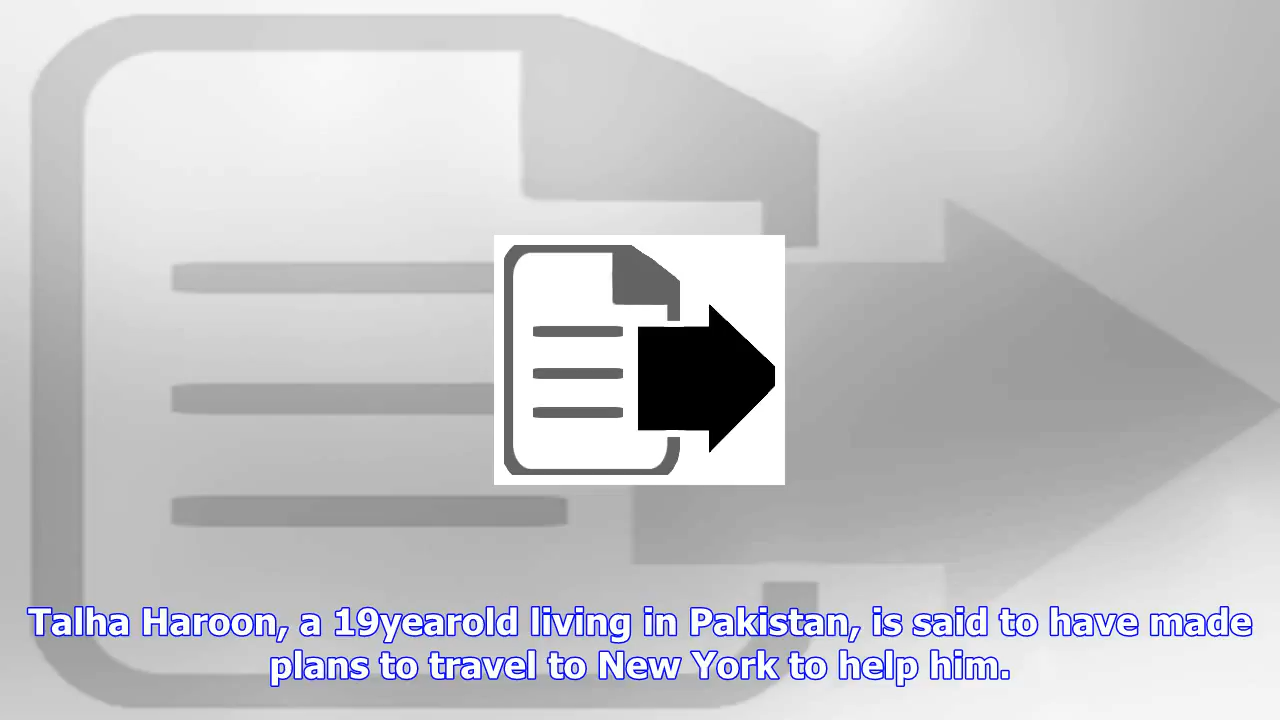 Talha Haroon, a 19yearold living in Pakistan, is said to have made
plans to travel to New York to help him.